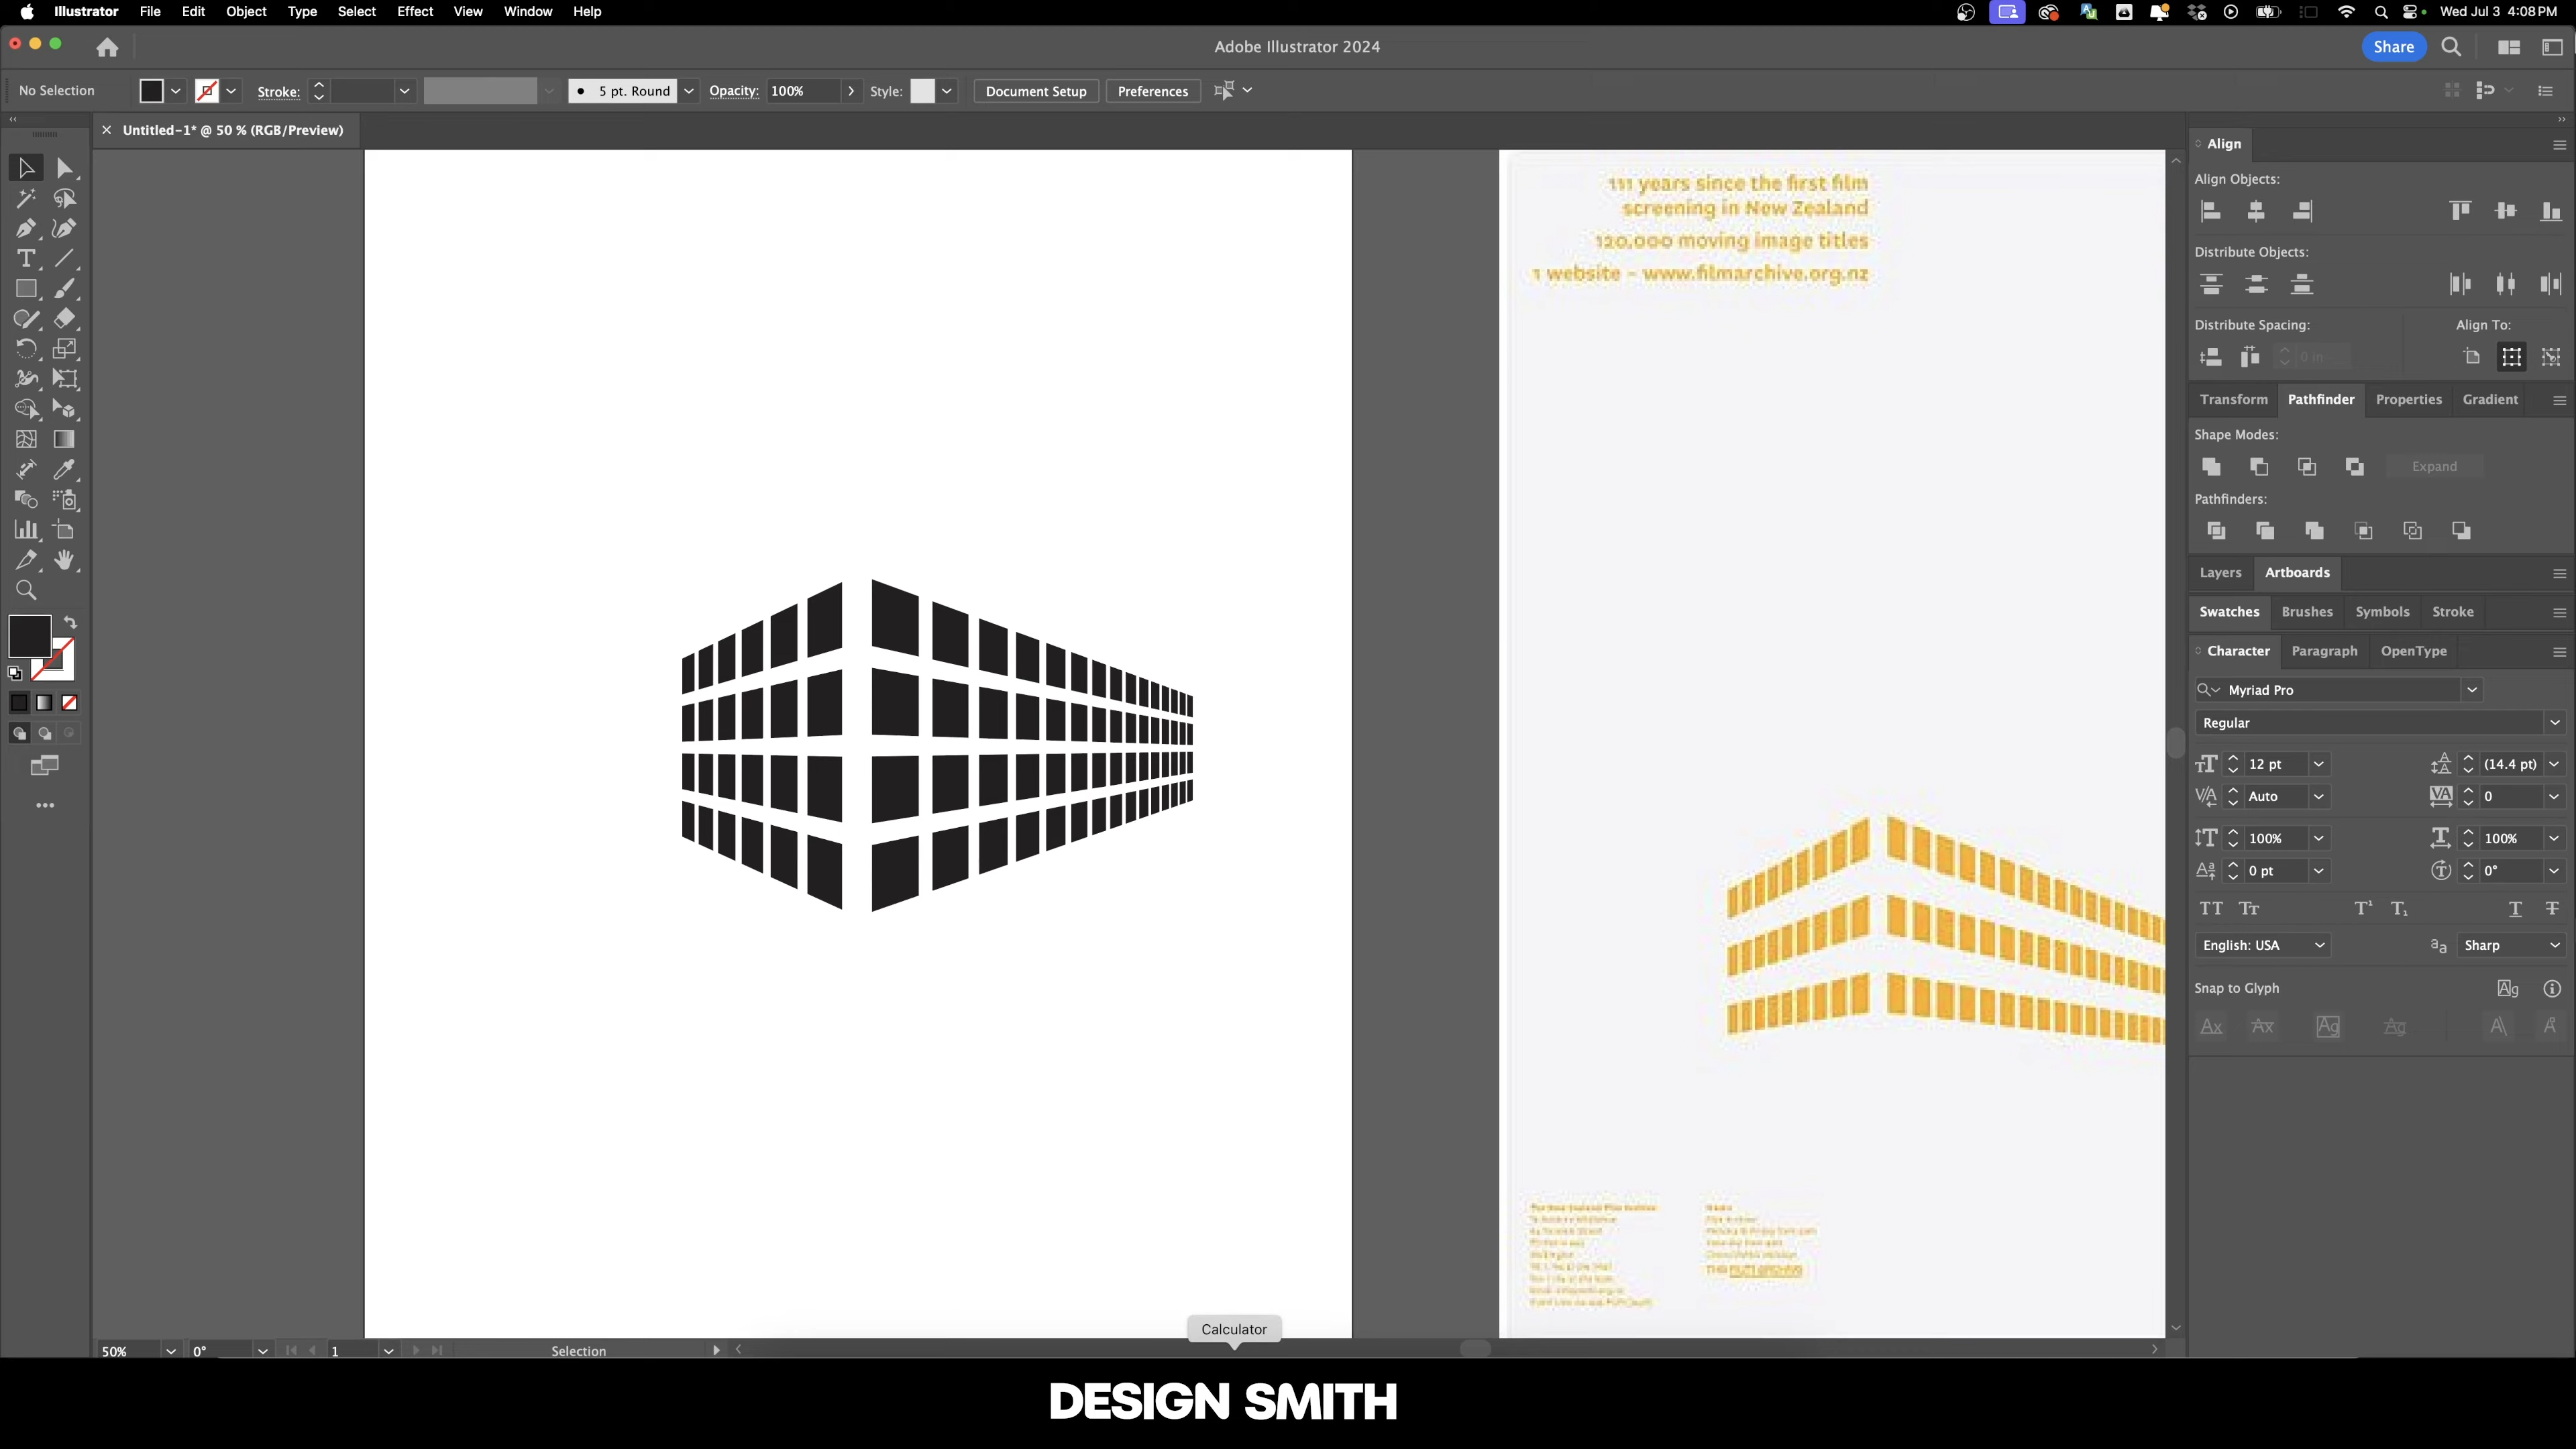 Illustrator File Edit Object Type Select Effect View Window Help
Wed Jul 3 4:08 PM
Adobe Illustrator 2024
Share
No Selection
Stroke:
5 pt. Round
Opacity:
100%
Style:
Document Setup
Preferences
Untitled-1* @ 50 % (RGB/Preview)
111 years since the first film
screening in New Zealand
120,000 moving image titles
1 website – www.filmarchive.org.nz
Align
Align Objects:
Distribute Objects:
Distribute Spacing:
Align To:
0 in
Transform Pathfinder Properties Gradient
Shape Modes:
Expand
Pathfinders:
Layers Artboards
Swatches Brushes Symbols Stroke
Character Paragraph OpenType
Myriad Pro
Regular
12 pt
(14.4 pt)
Auto
0
100%
100%
0 pt
0°
English: USA
Sharp
Snap to Glyph
Calculator
50%
0°
1
Selection
DESIGN SMITH